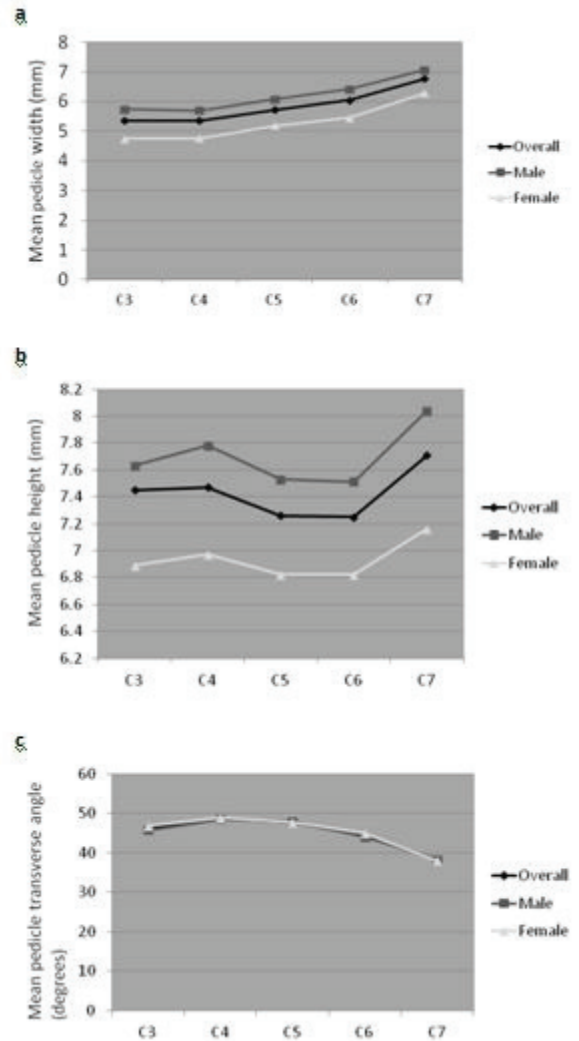 a
Mean pedicle width (mm)
8
7
6
5
4
3
2
1
0
C3 C4 C5 C6 C7
Overall
Male
Female
b
Mean pedicle height (mm)
8.2
8
7.8
7.6
7.4
7.2
7
6.8
6.6
6.4
6.2
C3 C4 C5 C6 C7
Overall
Male
Female
c
Mean pedicle transverse angle
(degrees)
60
50
40
30
20
10
0
C3 C4 C5 C6 C7
Overall
Male
Female